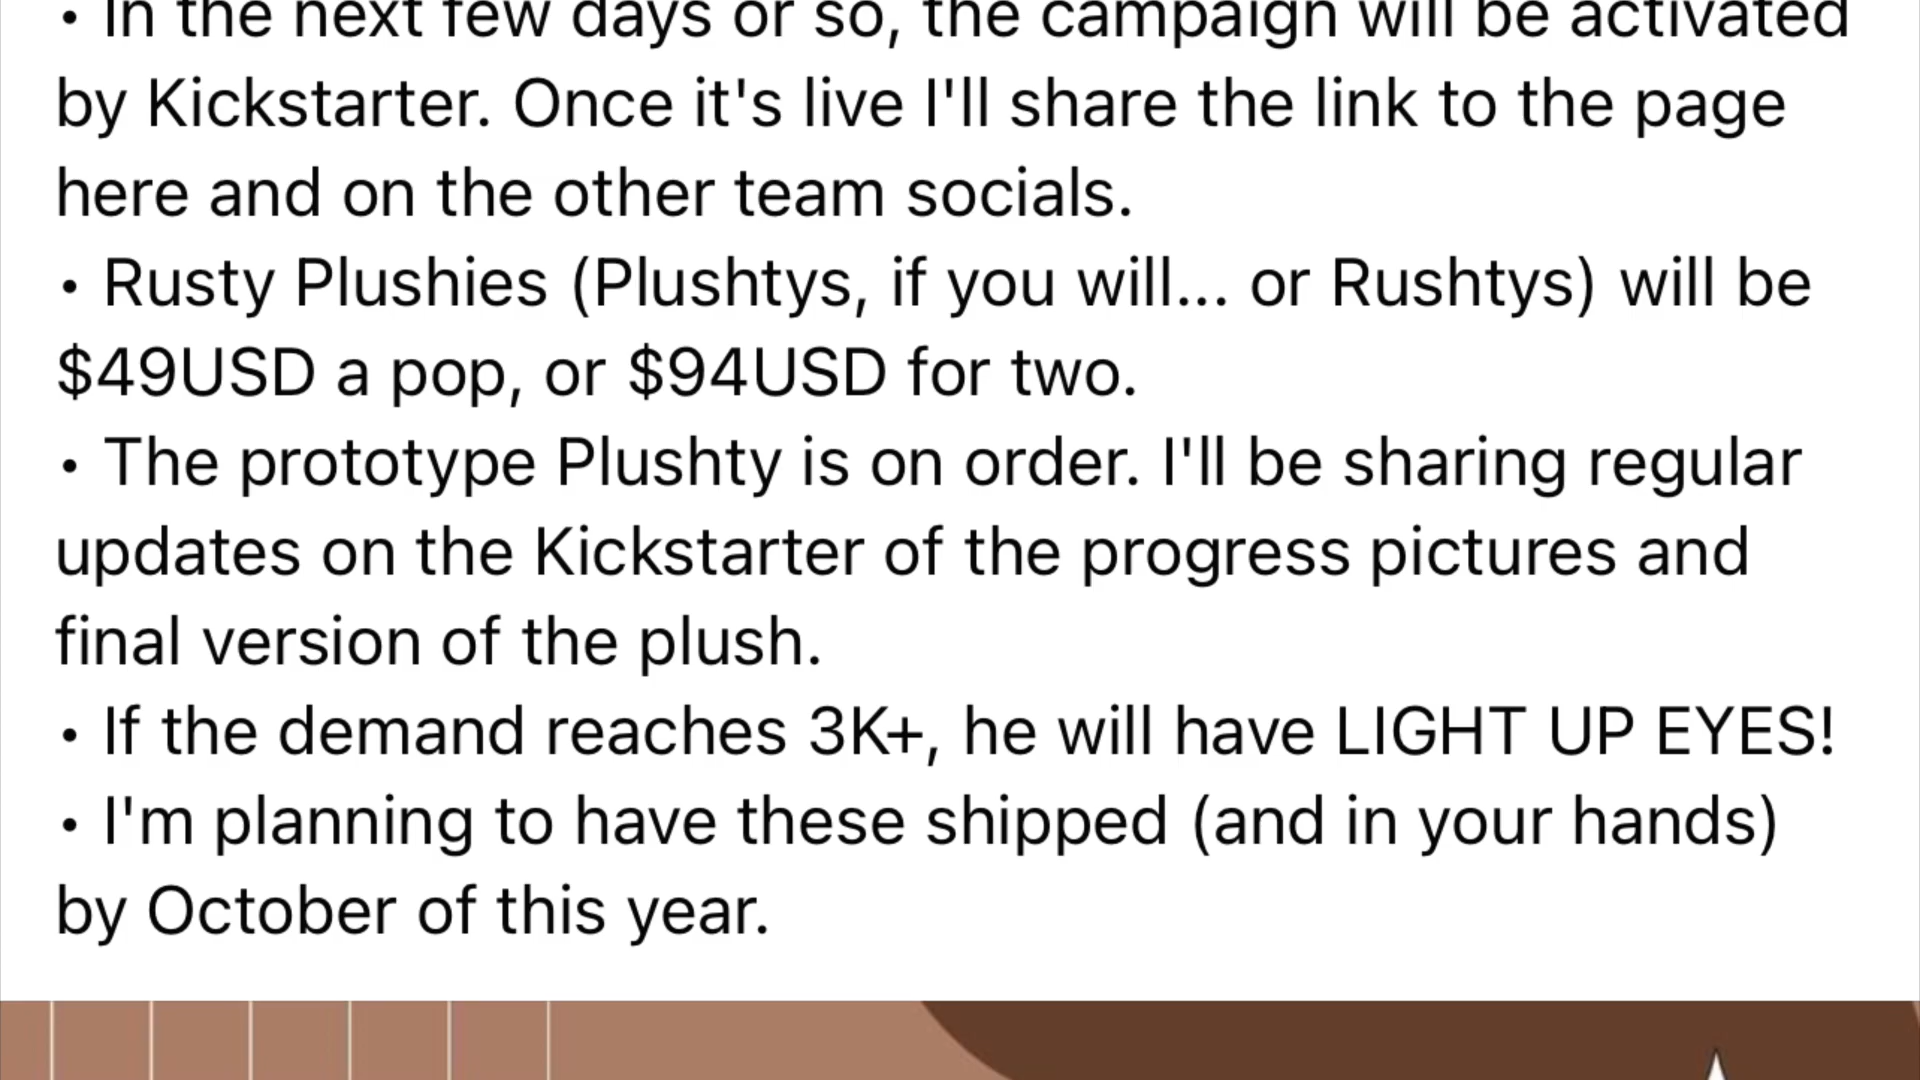 • In the next few days or so, the campaign will be activated
by Kickstarter. Once it's live I'll share the link to the page
here and on the other team socials.
• Rusty Plushies (Plushtys, if you will... or Rushtys) will be
$49USD a pop, or $94USD for two.
• The prototype Plushty is on order. I'll be sharing regular
updates on the Kickstarter of the progress pictures and
final version of the plush.
• If the demand reaches 3K+, he will have LIGHT UP EYES!
• I'm planning to have these shipped (and in your hands)
by October of this year.